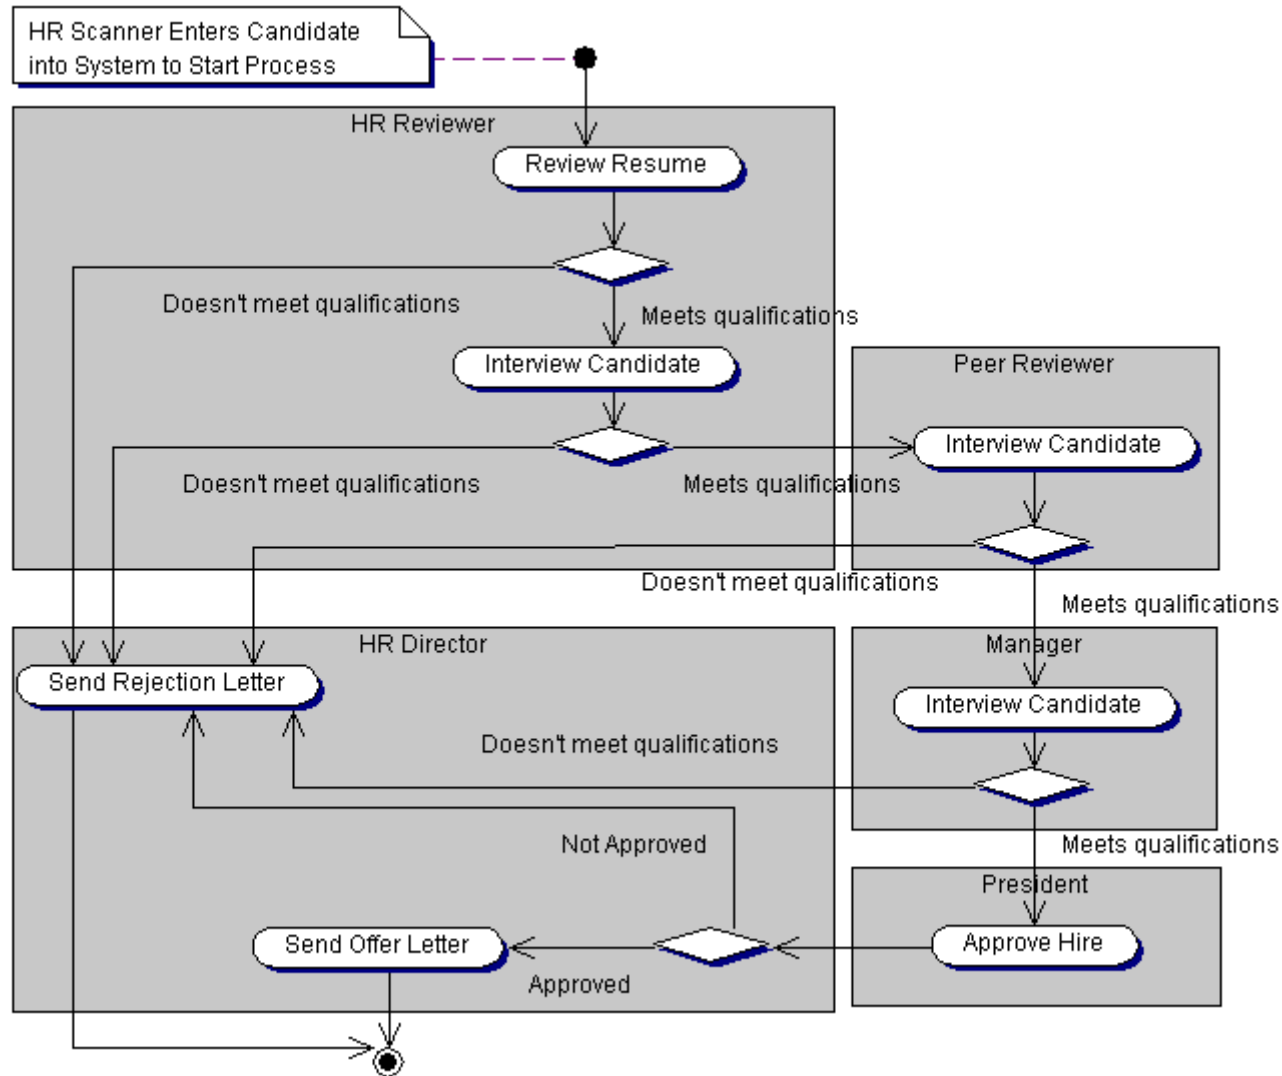 HR Scanner Enters Candidate
into System to Start Process
HR Reviewer
Review Resume
Doesn't meet qualifications
Meets qualifications
Interview Candidate
Peer Reviewer
Interview Candidate
Doesn't meet qualifications
Meets qualifications
Doesn't meet qualifications
Meets qualifications
HR Director
Manager
Send Rejection Letter
Interview Candidate
Doesn't meet qualifications
Not Approved
Meets qualifications
President
Send Offer Letter
Approve Hire
Approved